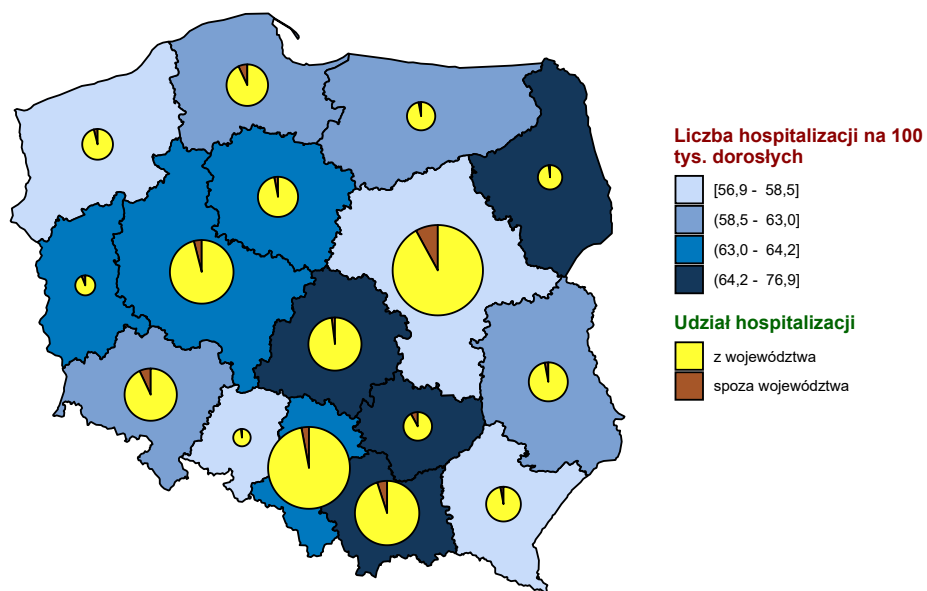 Liczba hospitalizacji na 100
tys. dorosłych
[56,9 - 58,5]
(58,5 - 63,0]
(63,0 - 64,2]
(64,2 - 76,9]
Udział hospitalizacji
z województwa
spoza województwa